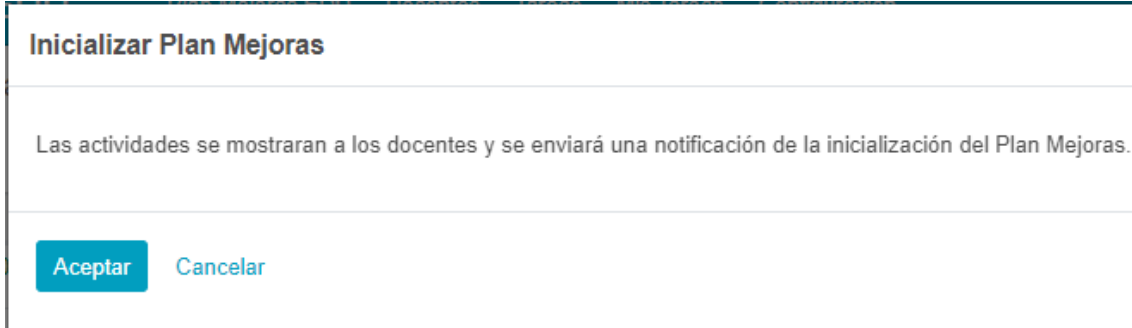 Inicializar Plan Mejoras
Las actividades se mostraran a los docentes y se enviará una notificación de la inicialización del Plan Mejoras.
Aceptar Cancelar